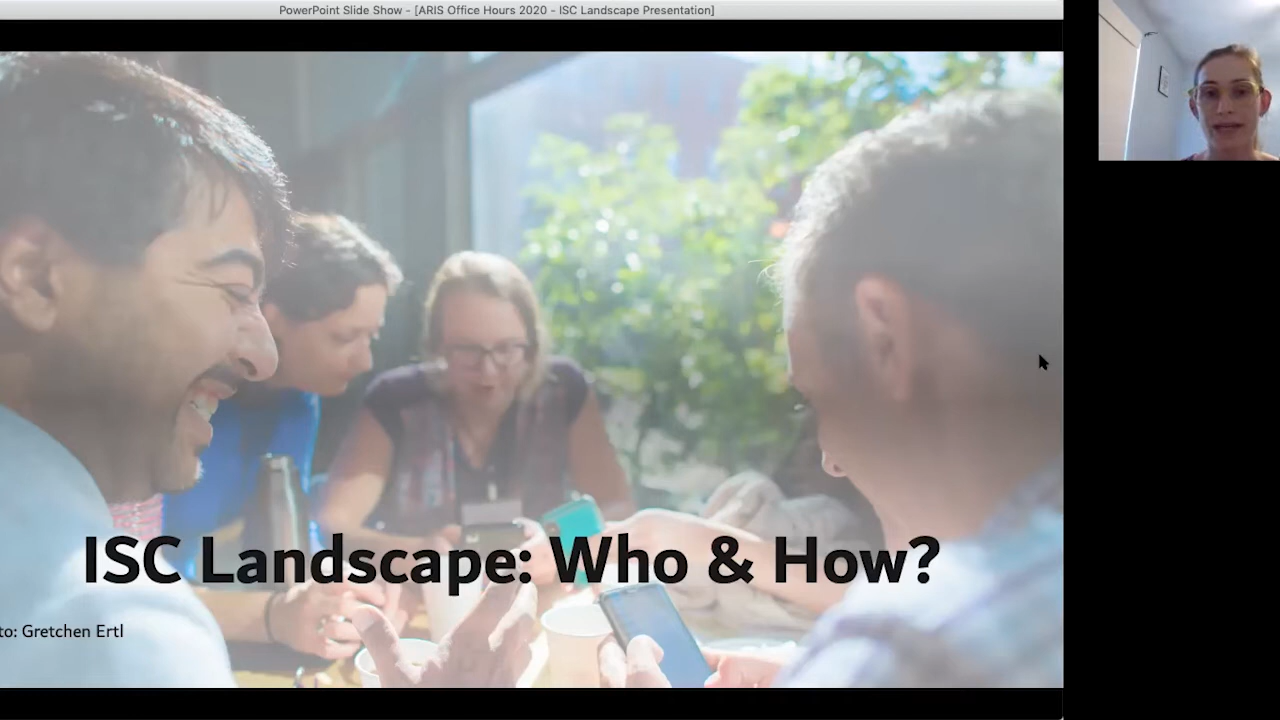 PowerPoint Slide Show - [ARIS Office Hours 2020 - ISC Landscape Presentation]
ISC Landscape: Who & How?
to: Gretchen Ertl